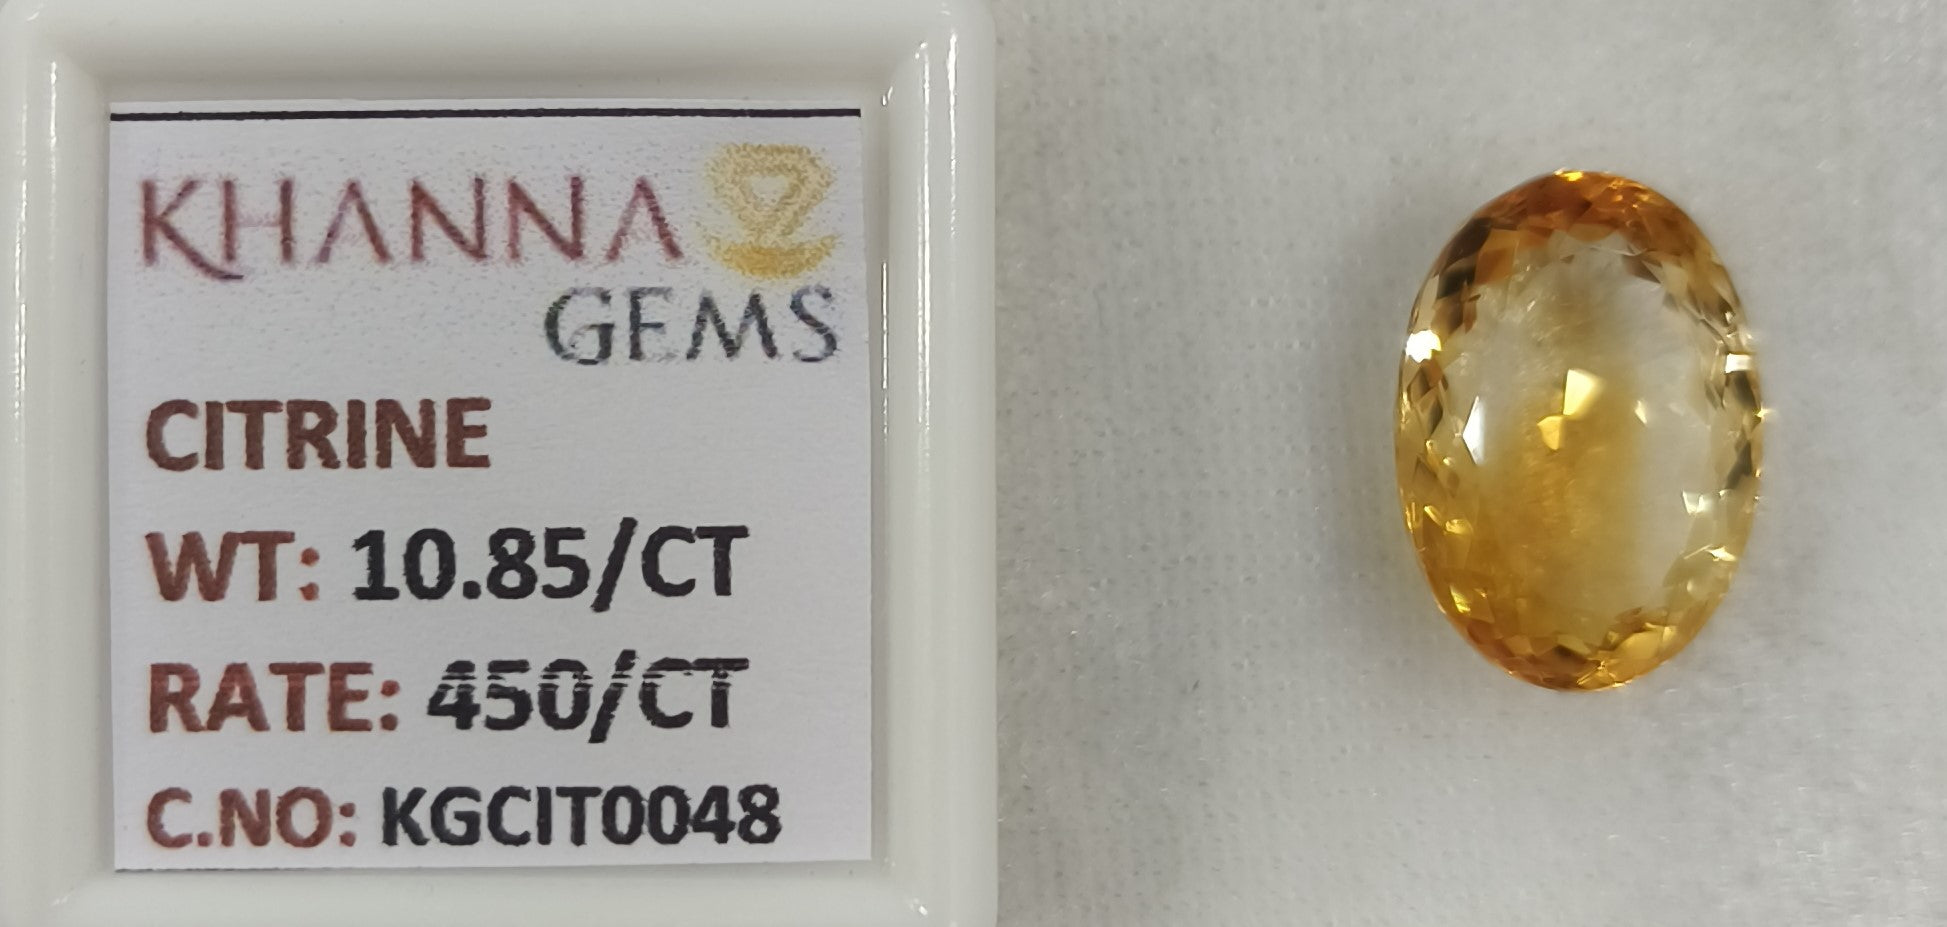 KHANNA
GEMS
CITRINE
WT: 10.85/CT
RATE: 450/CT
C.NO: KGCIT0048